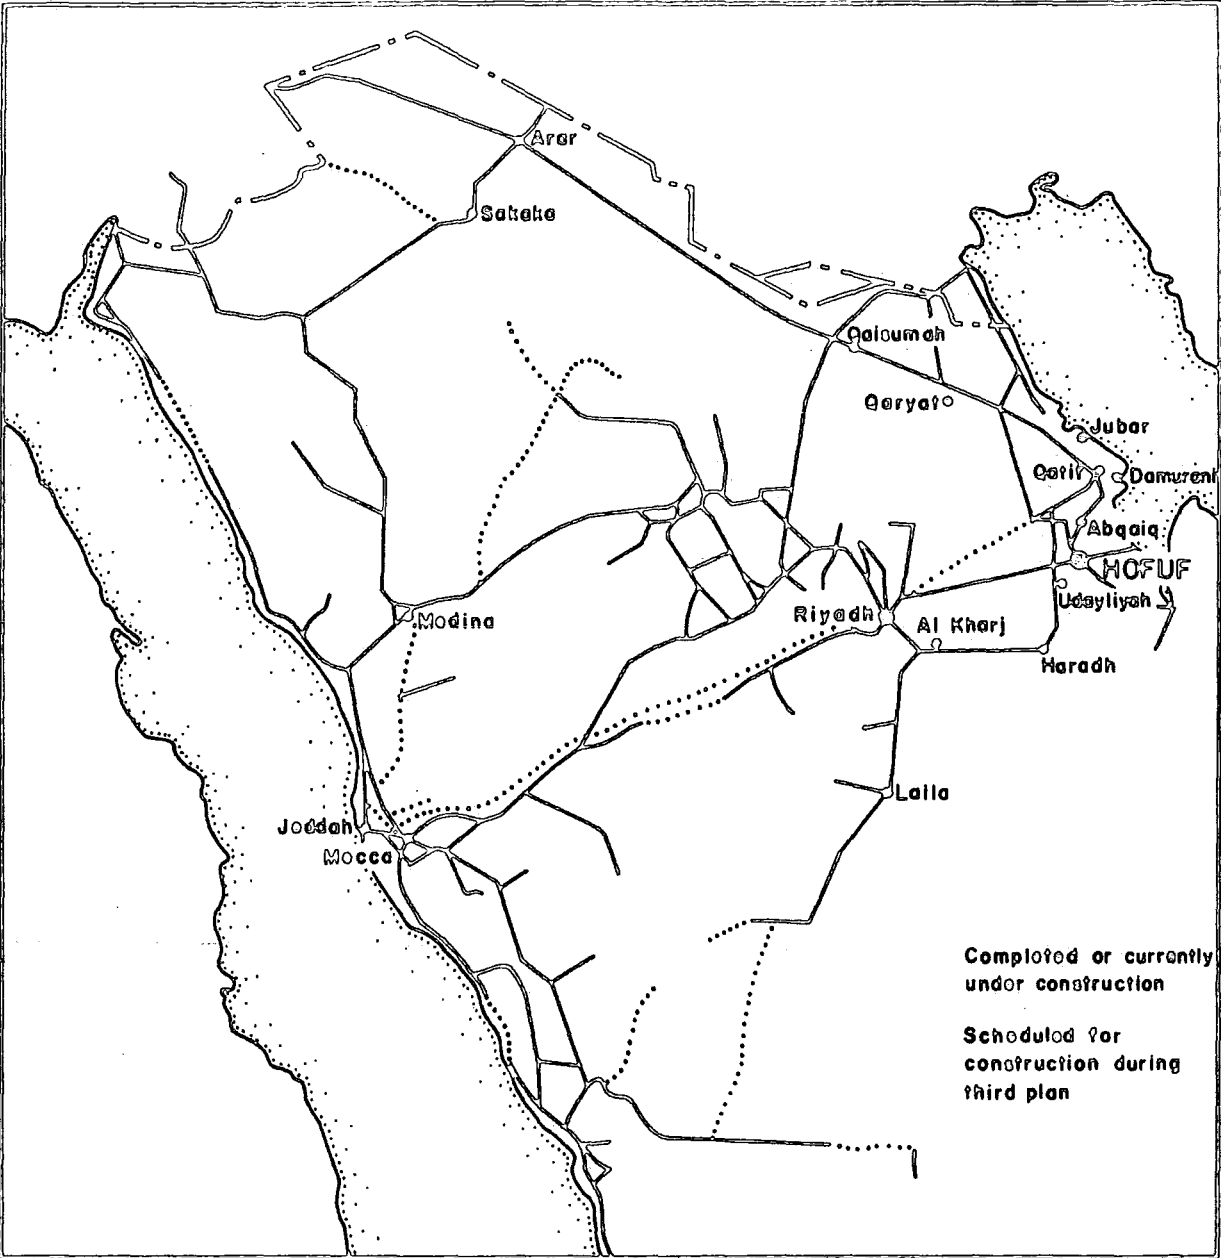 Arar
Sakaka
Qaisumah
Qaryat
Jubar
Qatif
Abqaiq
HOFUF
Udayliyah
Riyadh
Al Kharj
Haradh
Medina
Laila
Jeddah
Mecca
Completed or currently
under construction
Scheduled for
construction during
third plan